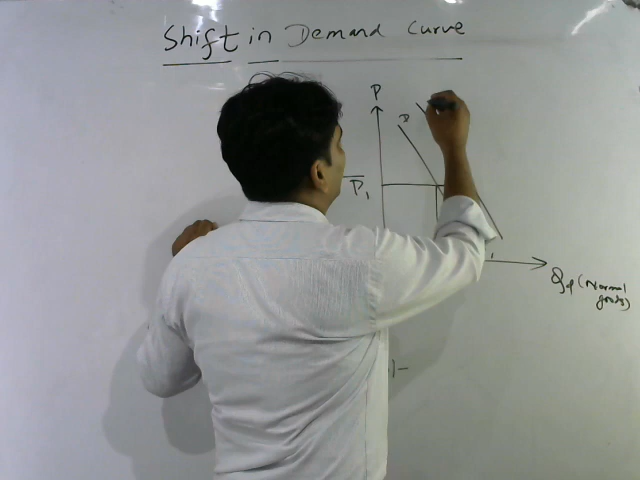 Shift in Demand Curve
P
D
P1
Qd (Normal
goods)